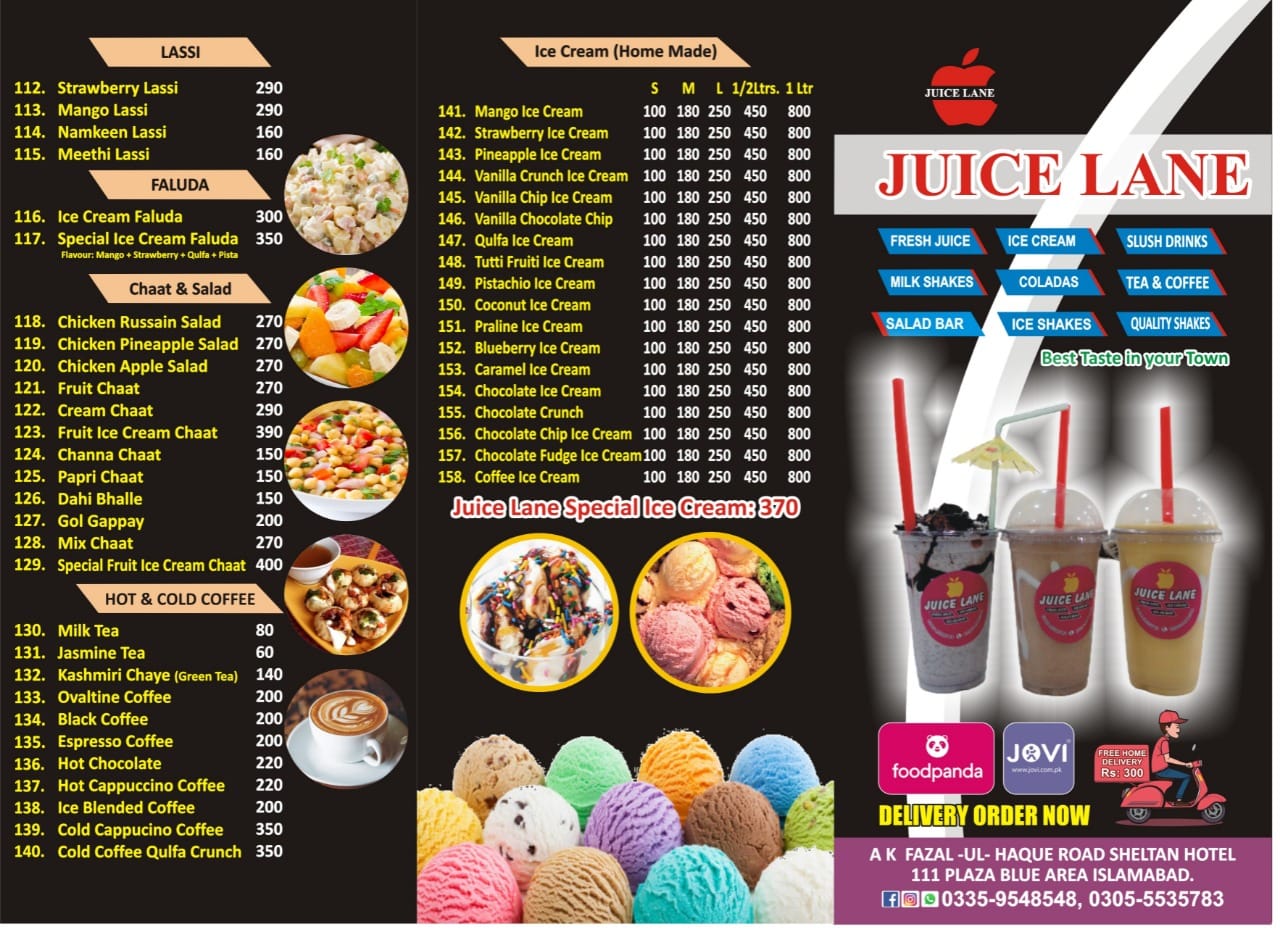 LASSI
112. Strawberry Lassi 290
113. Mango Lassi 290
114. Namkeen Lassi 160
115. Meethi Lassi 160
FALUDA
116. Ice Cream Faluda 300
117. Special Ice Cream Faluda 350
Flavour: Mango + Strawberry + Qulfa + Pista
Chaat & Salad
118. Chicken Russain Salad 270
119. Chicken Pineapple Salad 270
120. Chicken Apple Salad 270
121. Fruit Chaat 270
122. Cream Chaat 290
123. Fruit Ice Cream Chaat 390
124. Channa Chaat 150
125. Papri Chaat 150
126. Dahi Bhalle 150
127. Gol Gappay 200
128. Mix Chaat 270
129. Special Fruit Ice Cream Chaat 400
HOT & COLD COFFEE
130. Milk Tea 80
131. Jasmine Tea 60
132. Kashmiri Chaye (Green Tea) 140
133. Ovaltine Coffee 200
134. Black Coffee 200
135. Espresso Coffee 200
136. Hot Chocolate 220
137. Hot Cappuccino Coffee 220
138. Ice Blended Coffee 200
139. Cold Cappucino Coffee 350
140. Cold Coffee Qulfa Crunch 350
Ice Cream (Home Made)
S M L 1/2Ltrs. 1 Ltr
141. Mango Ice Cream 100 180 250 450 800
142. Strawberry Ice Cream 100 180 250 450 800
143. Pineapple Ice Cream 100 180 250 450 800
144. Vanilla Crunch Ice Cream 100 180 250 450 800
145. Vanilla Chip Ice Cream 100 180 250 450 800
146. Vanilla Chocolate Chip 100 180 250 450 800
147. Qulfa Ice Cream 100 180 250 450 800
148. Tutti Fruiti Ice Cream 100 180 250 450 800
149. Pistachio Ice Cream 100 180 250 450 800
150. Coconut Ice Cream 100 180 250 450 800
151. Praline Ice Cream 100 180 250 450 800
152. Blueberry Ice Cream 100 180 250 450 800
153. Caramel Ice Cream 100 180 250 450 800
154. Chocolate Ice Cream 100 180 250 450 800
155. Chocolate Crunch 100 180 250 450 800
156. Chocolate Chip Ice Cream 100 180 250 450 800
157. Chocolate Fudge Ice Cream 100 180 250 450 800
158. Coffee Ice Cream 100 180 250 450 800
Juice Lane Special Ice Cream: 370
JUICE LANE
JUICE LANE
FRESH JUICE ICE CREAM SLUSH DRINKS
MILK SHAKES COLADAS TEA & COFFEE
SALAD BAR ICE SHAKES QUALITY SHAKES
Best Taste in your Town
JUICE LANE JUICE LANE JUICE LANE
foodpanda
JOVI
www.jovi.com.pk
FREE HOME
DELIVERY
Rs: 300
DELIVERY ORDER NOW
A K FAZAL -UL- HAQUE ROAD SHELTAN HOTEL
111 PLAZA BLUE AREA ISLAMABAD.
0335-9548548, 0305-5535783